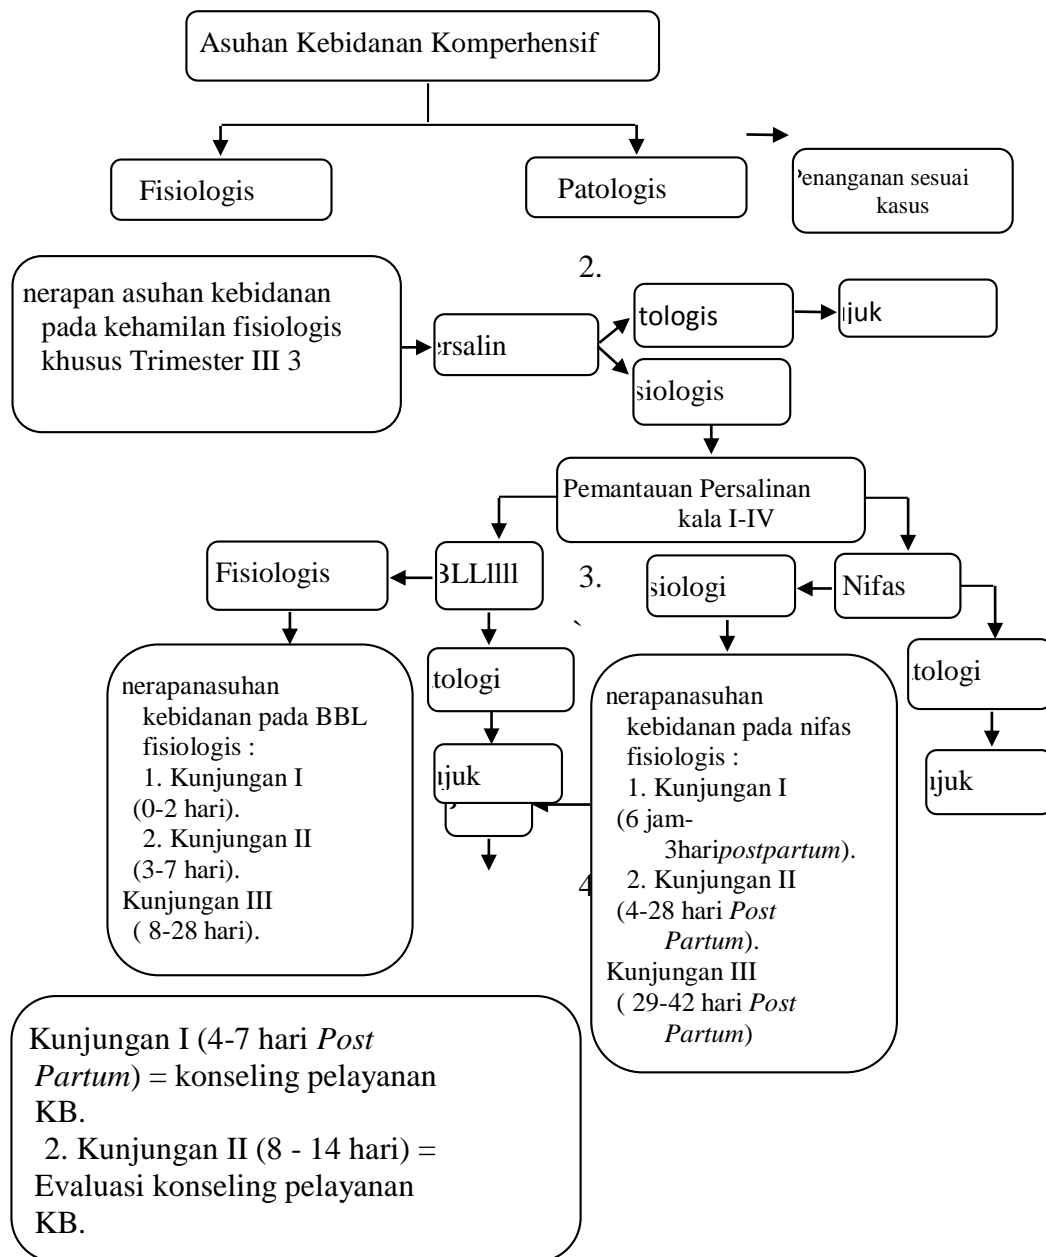 Asuhan Kebidanan Komperhensif
Fisiologis
Patologis
Penanganan sesuai
kasus
nerapan asuhan kebidanan
pada kehamilan fisiologis
khusus Trimester III 3
2.
tologis
ujuk
ersalin
siologis
Pemantauan Persalinan
kala I-IV
Fisiologis
BLLllll
3.
siologi
Nifas
`
tologi
tologi
ujuk
ujuk
nerapanasuhan
kebidanan pada BBL
fisiologis :
1. Kunjungan I
(0-2 hari).
2. Kunjungan II
(3-7 hari).
Kunjungan III
( 8-28 hari).
4
nerapanasuhan
kebidanan pada nifas
fisiologis :
1. Kunjungan I
(6 jam-
3haripostpartum).
2. Kunjungan II
(4-28 hari Post
Partum).
Kunjungan III
( 29-42 hari Post
Partum)
Kunjungan I (4-7 hari Post
Partum) = konseling pelayanan
KB.
2. Kunjungan II (8 - 14 hari) =
Evaluasi konseling pelayanan
KB.